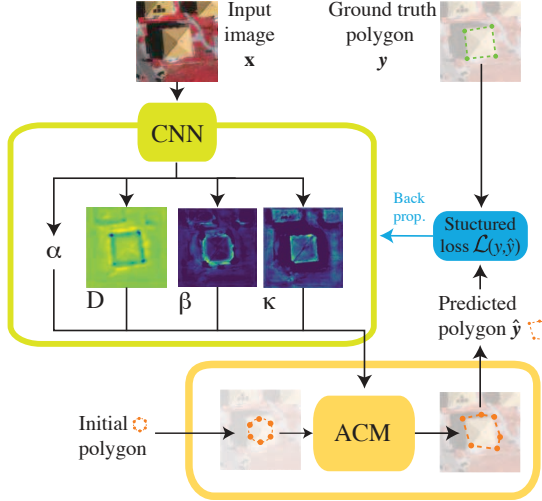 Input
image
x
Ground truth
polygon
y
CNN
α
D
β
κ
Back
prop.
Stuctured
loss ℒ(y,ŷ)
Predicted
polygon ŷ
Initial
polygon
ACM